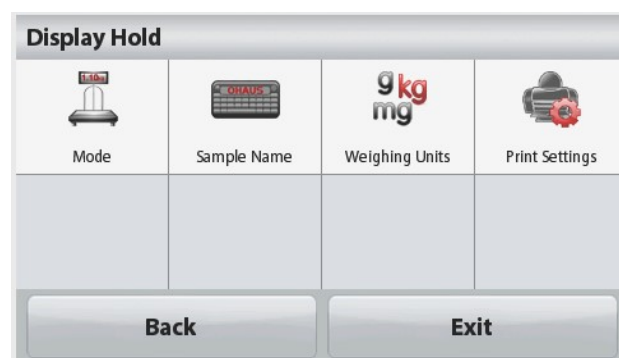 Display Hold
1.10g
OHAUS
g kg
mg
Mode
Sample Name
Weighing Units
Print Settings
Back
Exit